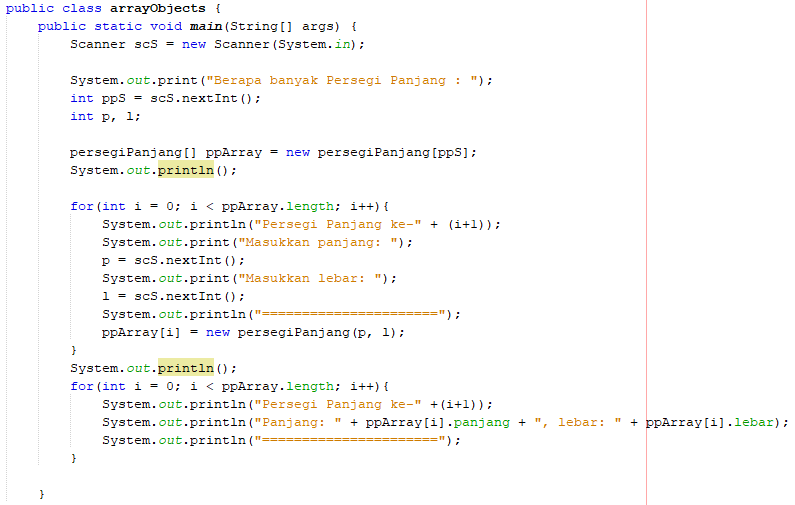 public class arrayObjects {
    public static void main(String[] args) {
        Scanner scS = new Scanner(System.in);
        System.out.print("Berapa banyak Persegi Panjang : ");
        int ppS = scS.nextInt();
        int p, l;
        persegiPanjang[] ppArray = new persegiPanjang[ppS];
        System.out.println();
        for(int i = 0; i < ppArray.length; i++){
            System.out.println("Persegi Panjang ke-" + (i+1));
            System.out.print("Masukkan panjang: ");
            p = scS.nextInt();
            System.out.print("Masukkan lebar: ");
            l = scS.nextInt();
            System.out.println("======================");
            ppArray[i] = new persegiPanjang(p, l);
        }
        System.out.println();
        for(int i = 0; i < ppArray.length; i++){
            System.out.println("Persegi Panjang ke-" +(i+1));
            System.out.println("Panjang: " + ppArray[i].panjang + ", lebar: " + ppArray[i].lebar);
            System.out.println("======================");
        }
    }